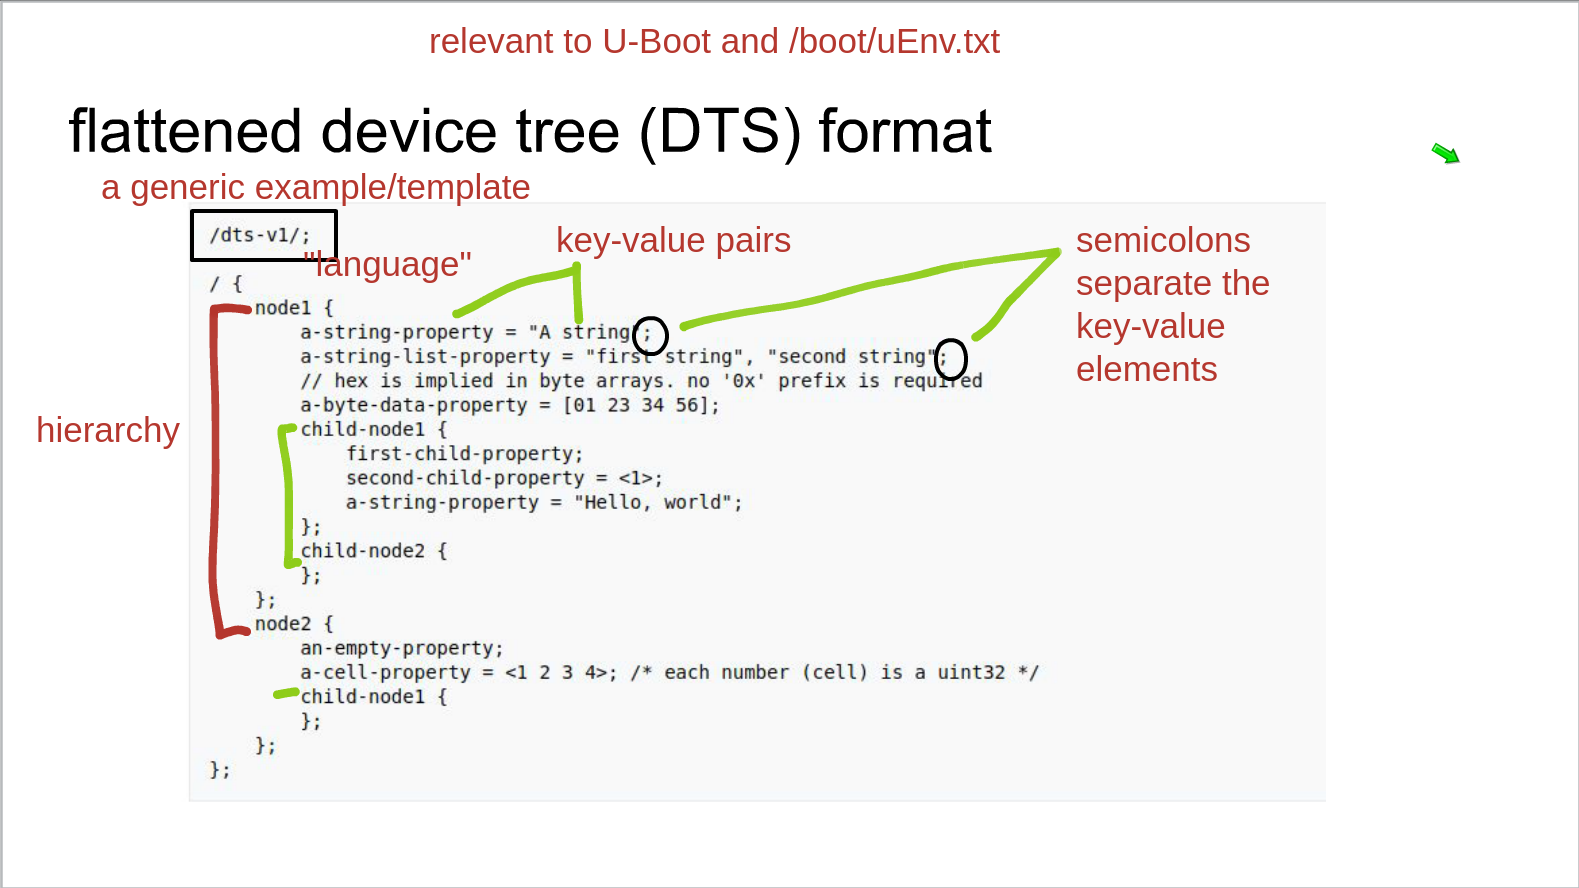 relevant to U-Boot and /boot/uEnv.txt
flattened device tree (DTS) format
a generic example/template
/dts-v1/;
"language"
key-value pairs
semicolons
separate the
key-value
elements
hierarchy
/ {
    node1 {
        a-string-property = "A string";
        a-string-list-property = "first string", "second string";
        // hex is implied in byte arrays. no '0x' prefix is required
        a-byte-data-property = [01 23 34 56];
        child-node1 {
            first-child-property;
            second-child-property = <1>;
            a-string-property = "Hello, world";
        };
        child-node2 {
        };
    };
    node2 {
        an-empty-property;
        a-cell-property = <1 2 3 4>; /* each number (cell) is a uint32 */
        child-node1 {
        };
    };
};